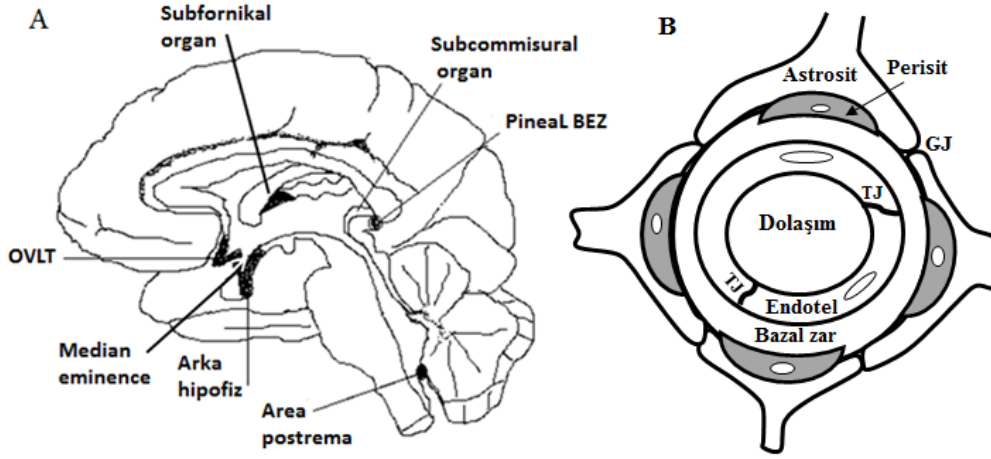 A
Subfornikal
organ
Subcommisural
organ
PineaL BEZ
OVLT
Median
eminence
Arka
hipofiz
Area
postrema
B
Astrosit
Perisit
GJ
TJ
Dolaşım
TJ
Endotel
Bazal zar